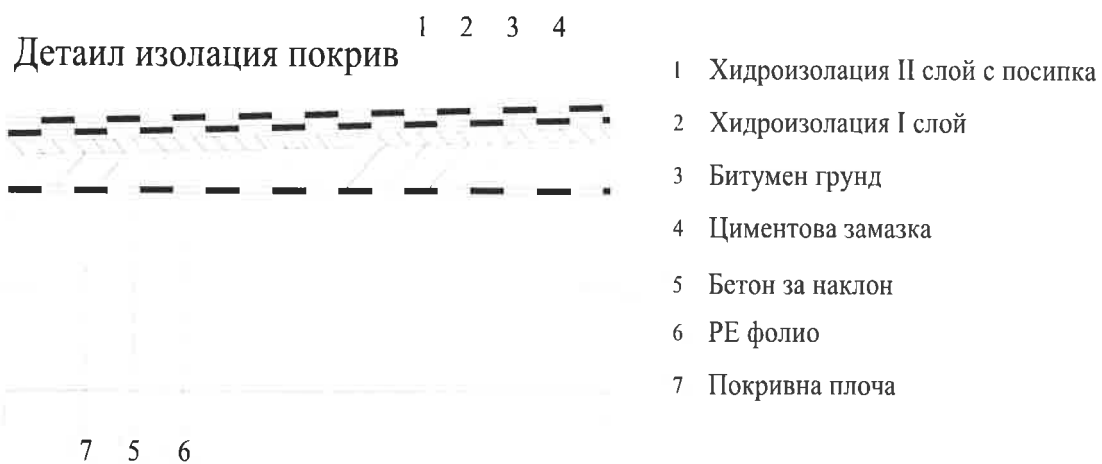 1 2 3 4
Детаил изолация покрив
1 Хидроизолация II слой с посипка
2 Хидроизолация I слой
3 Битумен грунд
4 Циментова замазка
5 Бетон за наклон
6 PE фолио
7 Покривна плоча
7 5 6